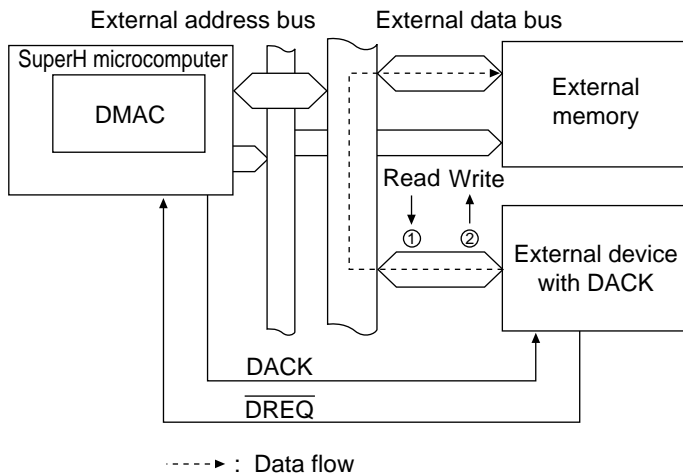 External address bus
External data bus
SuperH microcomputer
DMAC
External
memory
Read Write
① ②
External device
with DACK
DACK
D̅R̅E̅Q̅
: Data flow